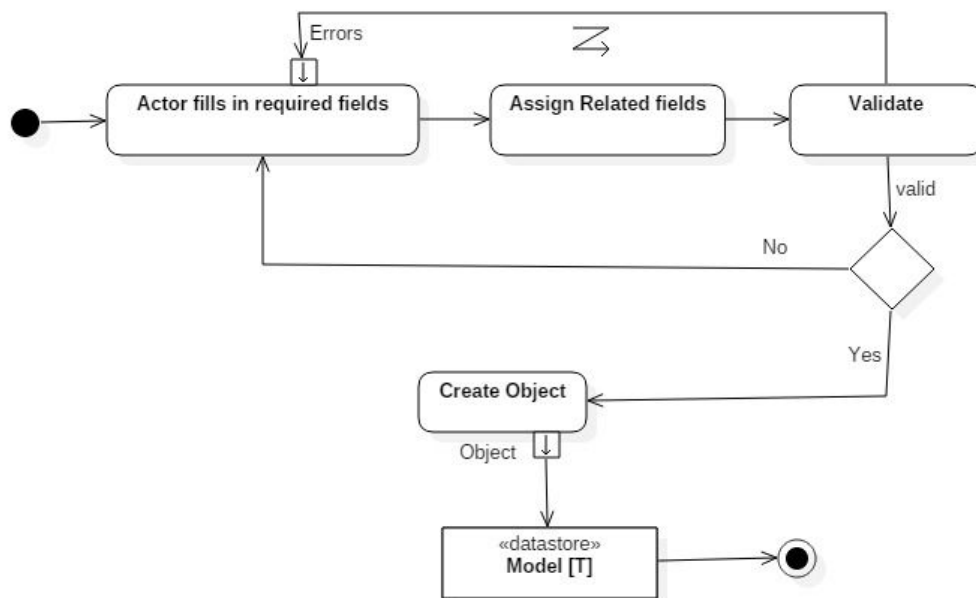 Errors
Actor fills in required fields
Assign Related fields
Validate
valid
No
Yes
Create Object
Object
«datastore»
Model [T]